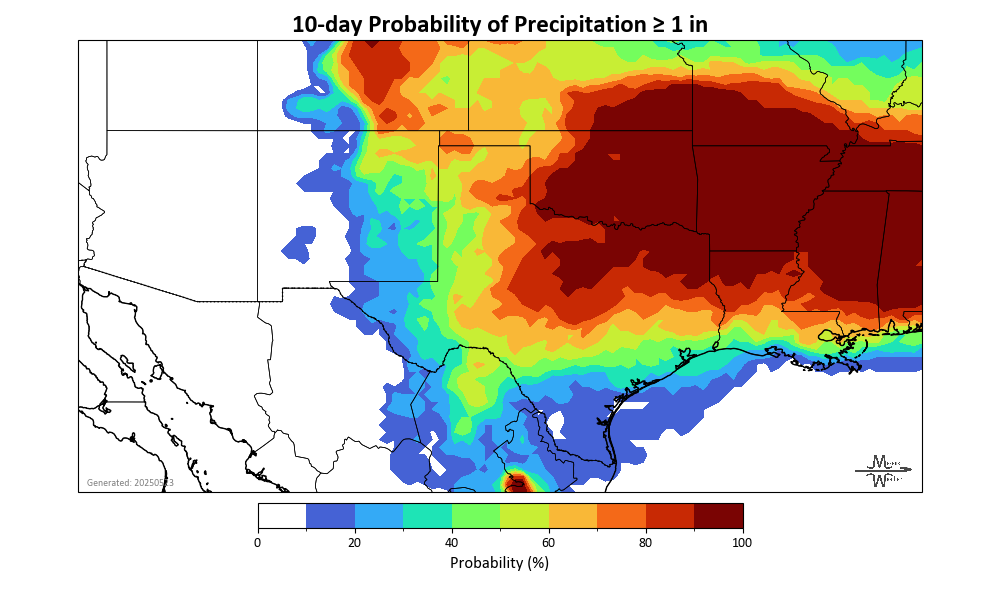 10-day Probability of Precipitation ≥ 1 in
Generated: 20250523
0 20 40 60 80 100
Probability (%)